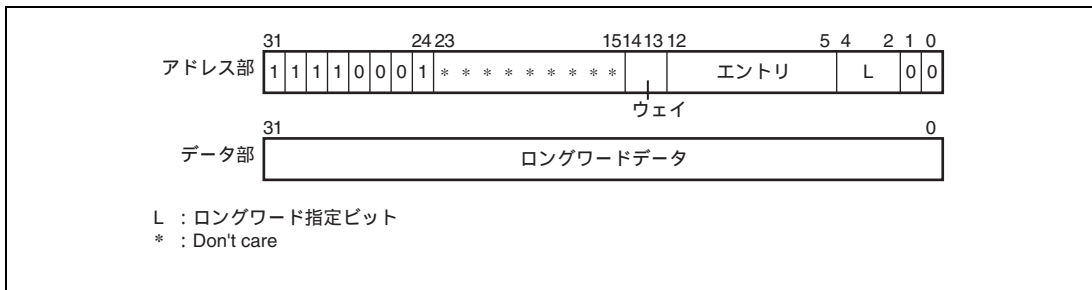 31 24 23 15 14 13 12 5 4 2 1 0
アドレス部 1 1 1 1 0 0 0 1 * * * * * * * * * エントリ L 0 0
ウェイ
31 0
データ部 ロングワードデータ
L : ロングワード指定ビット
* : Don't care